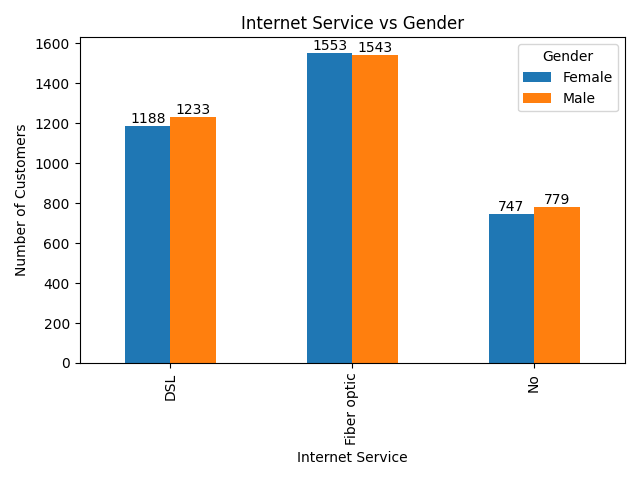 Internet Service vs Gender
Number of Customers
1600
1400
1200
1000
800
600
400
200
0
1188
1233
1553
1543
747
779
Gender
Female
Male
DSL
Fiber optic
No
Internet Service